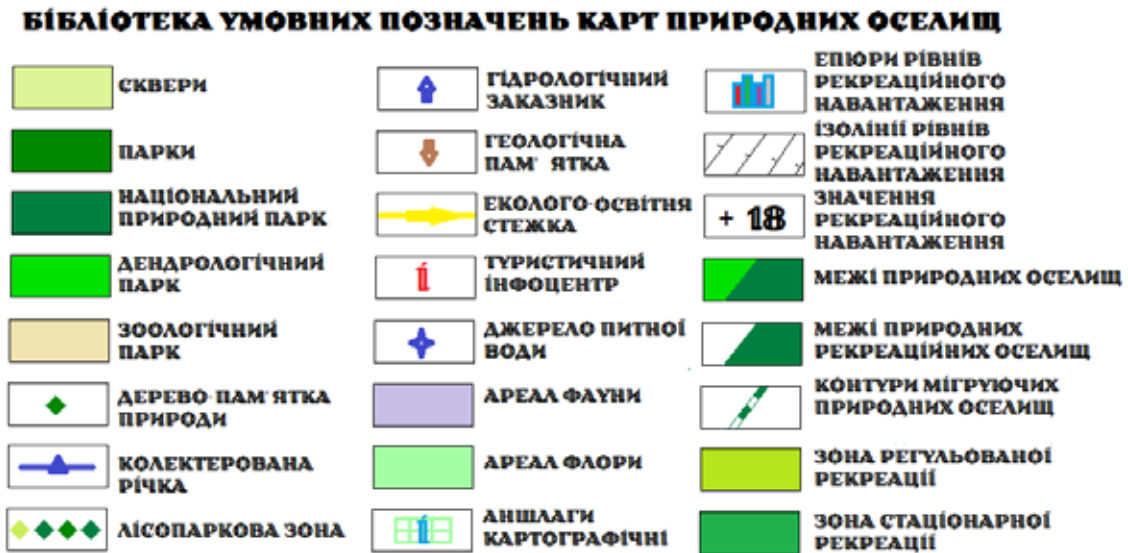 БІБЛІОТЕКА УМОВНИХ ПОЗНАЧЕНЬ КАРТ ПРИРОДНИХ ОСЕЛИЩ
СКВЕРИ
ПАРКИ
НАЦІОНАЛЬНИЙ
ПРИРОДНИЙ ПАРК
ДЕНДРОЛОГІЧНИЙ
ПАРК
ЗООЛОГІЧНИЙ
ПАРК
ДЕРЕВО-ПАМ'ЯТКА
ПРИРОДИ
КОЛЕКТЕРОВАНА
РІЧКА
ЛІСОПАРКОВА ЗОНА
ГІДРОЛОГІЧНИЙ
ЗАКАЗНИК
ГЕОЛОГІЧНА
ПАМ' ЯТКА
ЕКОЛОГО-ОСВІТНЯ
СТЕЖКА
і
ТУРИСТИЧНИЙ
ІНФОЦЕНТР
ДЖЕРЕЛО ПИТНОЇ
ВОДИ
АРЕАЛ ФАУНИ
АРЕАЛ ФЛОРИ
і
АНШЛАГИ
КАРТОГРАФІЧНІ
ЕПЮРИ РІВНІВ
РЕКРЕАЦІЙНОГО
НАВАНТАЖЕННЯ
ІЗОЛІНІЇ РІВНІВ
РЕКРЕАЦІЙНОГО
НАВАНТАЖЕННЯ
+ 18
ЗНАЧЕННЯ
РЕКРЕАЦІЙНОГО
НАВАНТАЖЕННЯ
МЕЖІ ПРИРОДНИХ ОСЕЛИЩ
МЕЖІ ПРИРОДНИХ
РЕКРЕАЦІЙНИХ ОСЕЛИЩ
КОНТУРИ МІГРУЮЧИХ
ПРИРОДНИХ ОСЕЛИЩ
ЗОНА РЕГУЛЬОВАНОЇ
РЕКРЕАЦІЇ
ЗОНА СТАЦІОНАРНОЇ
РЕКРЕАЦІЇ